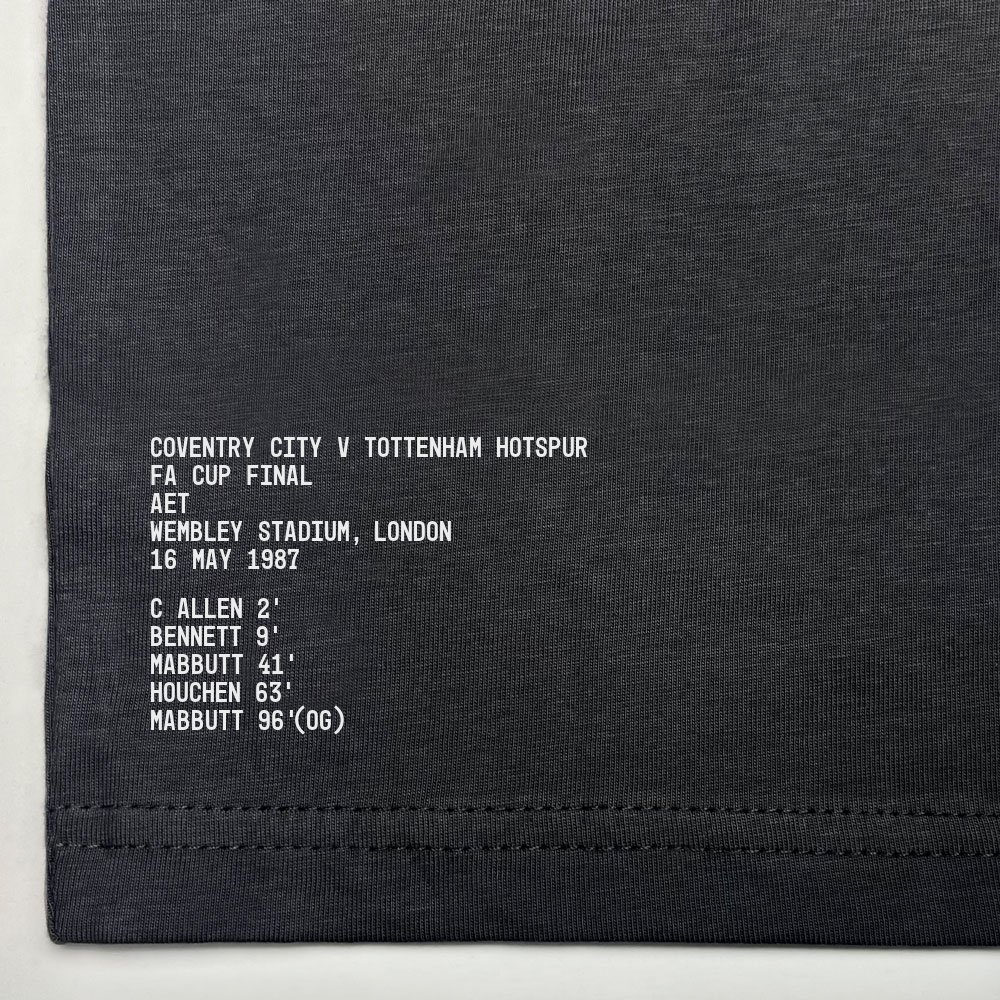 COVENTRY CITY V TOTTENHAM HOTSPUR
FA CUP FINAL
AET
WEMBLEY STADIUM, LONDON
16 MAY 1987
C ALLEN 2'
BENNETT 9'
MABBUTT 41'
HOUCHEN 63'
MABBUTT 96'(OG)